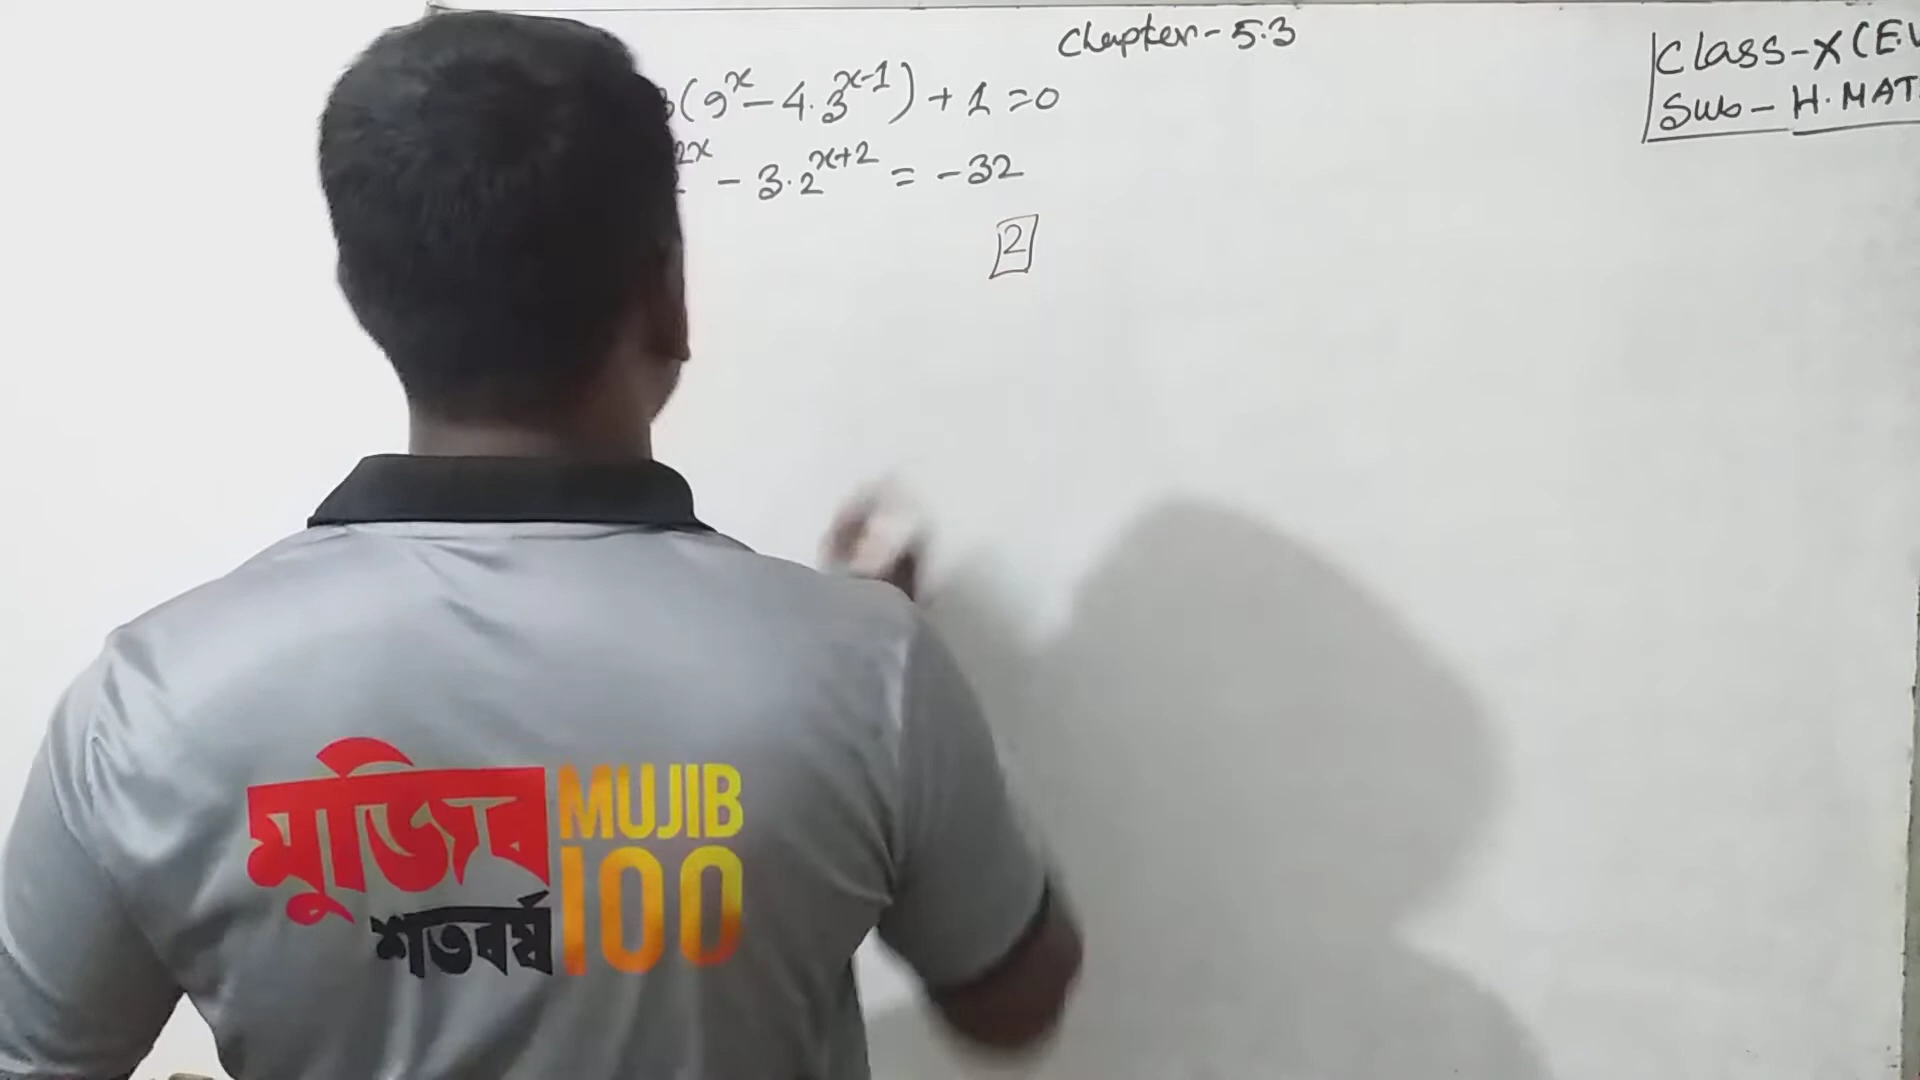 Chapter - 5.3
Class - X (E.V
Sub - H. MAT
3(9^x - 4.3^{x-1}) + 1 = 0
2^{2x} - 3.2^{x+2} = -32
2
মুজিব MUJIB
শতবর্ষ 100